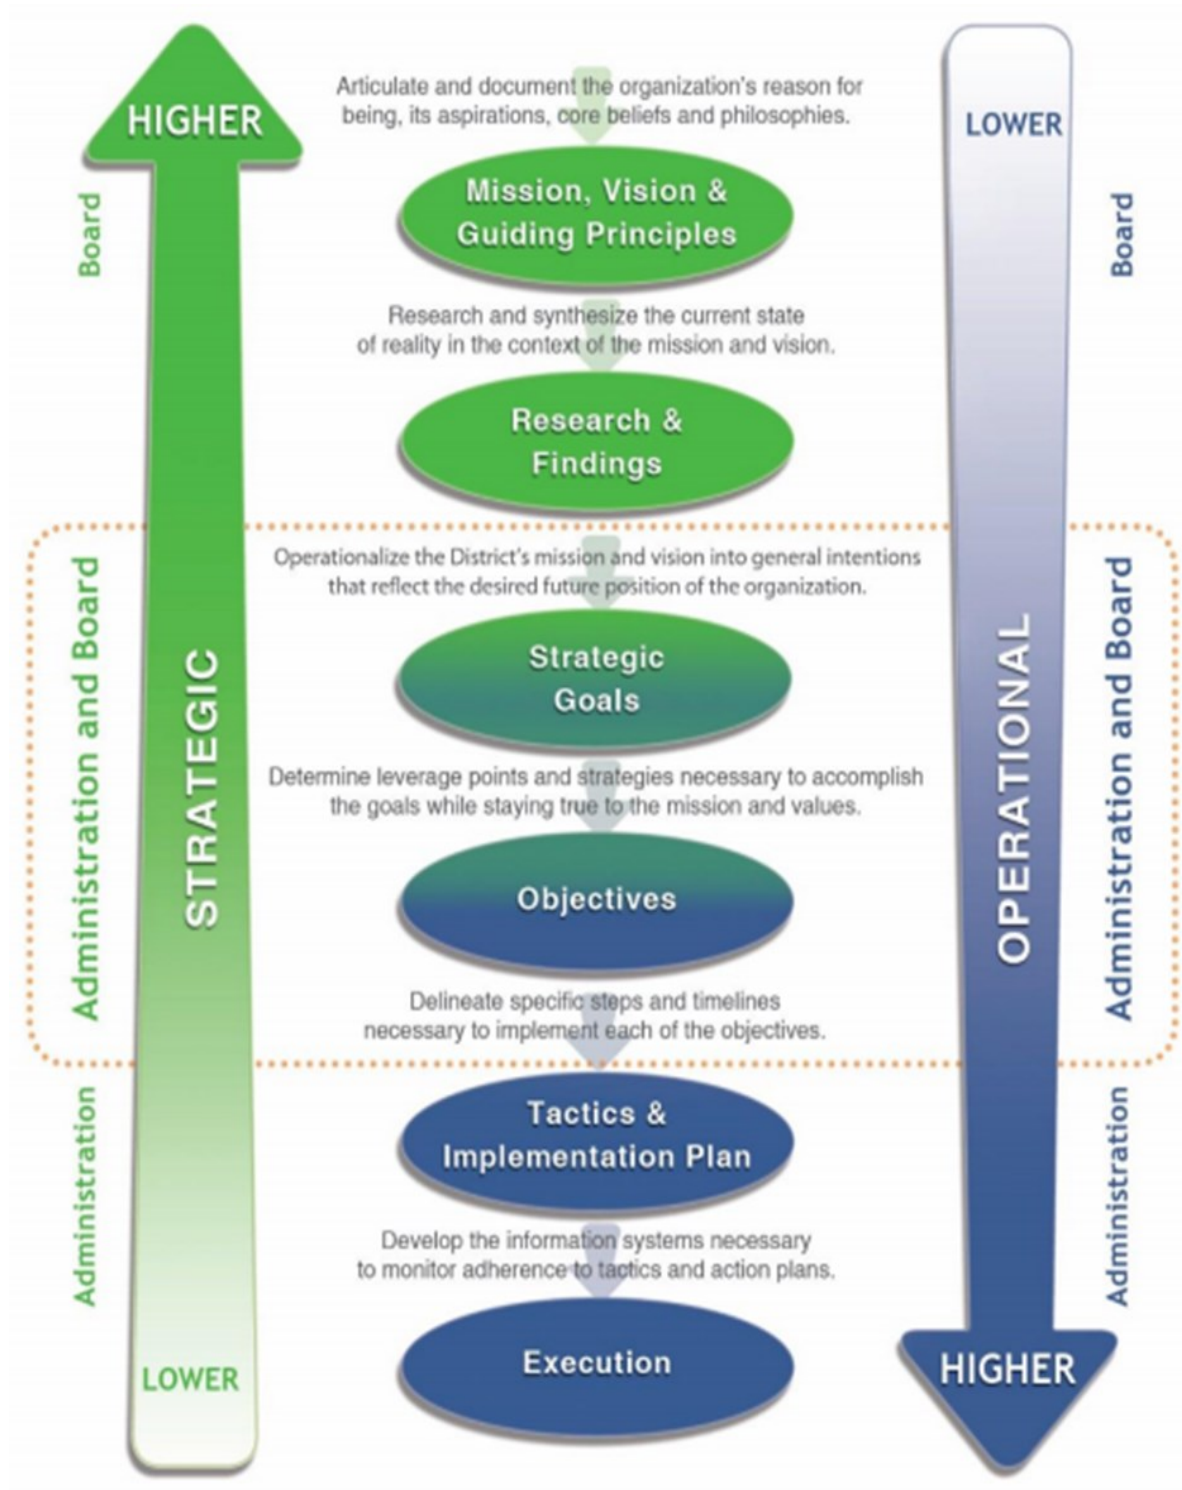 HIGHER
Board
STRATEGIC
Administration and Board
Administration
LOWER
Articulate and document the organization's reason for
being, its aspirations, core beliefs and philosophies.
Mission, Vision &
Guiding Principles
Research and synthesize the current state
of reality in the context of the mission and vision.
Research &
Findings
Operationalize the District's mission and vision into general intentions
that reflect the desired future position of the organization.
Strategic
Goals
Determine leverage points and strategies necessary to accomplish
the goals while staying true to the mission and values.
Objectives
Delineate specific steps and timelines
necessary to implement each of the objectives.
Tactics &
Implementation Plan
Develop the information systems necessary
to monitor adherence to tactics and action plans.
Execution
LOWER
Board
OPERATIONAL
Administration and Board
Administration
HIGHER